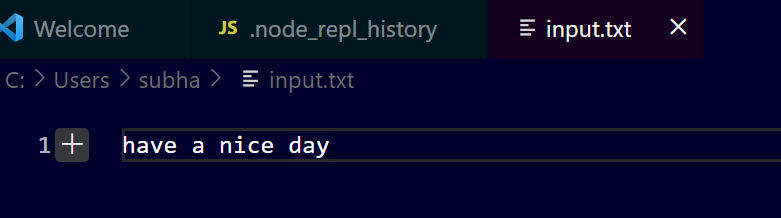 Welcome JS .node_repl_history input.txt
C: > Users > subha > input.txt
1 have a nice day